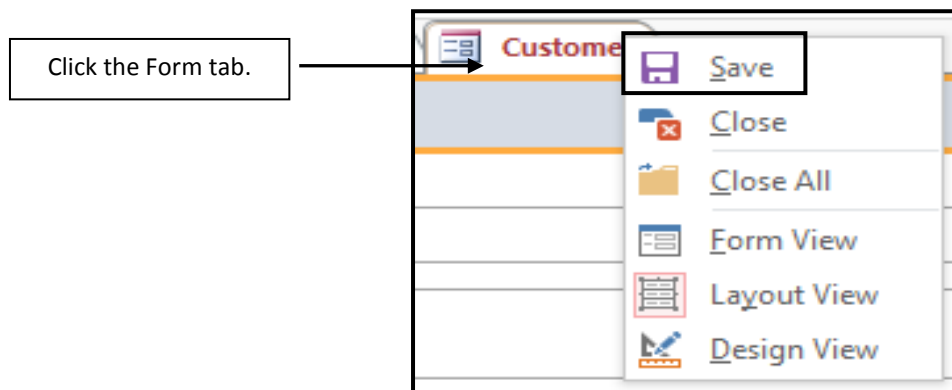 Click the Form tab.
Custome
Save
Close
Close All
Form View
Layout View
Design View